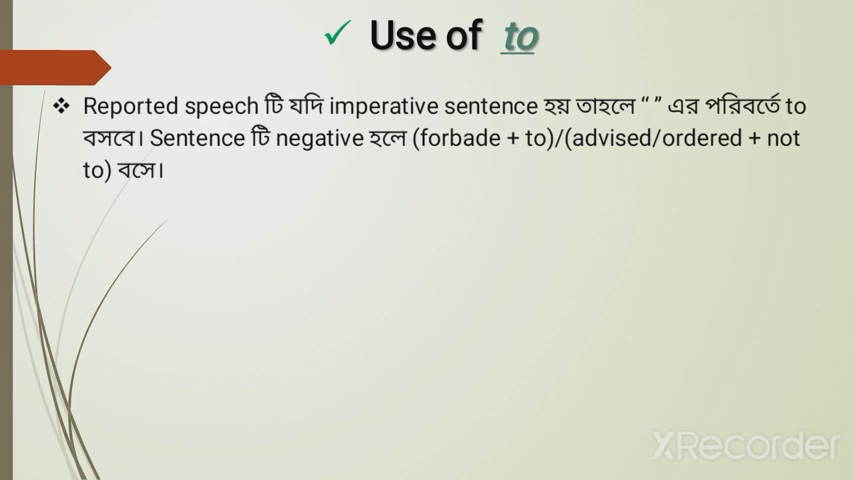 ✓ Use of to
❖ Reported speech টি যদি imperative sentence হয় তাহলে “ ” এর পরিবর্তে to
বসবে। Sentence টি negative হলে (forbade + to)/(advised/ordered + not
to) বসে।
XRecorder